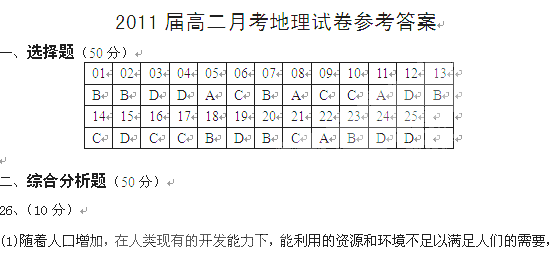 2011 届高二月考地理试卷参考答案
一、选择题（50 分）
01 02 03 04 05 06 07 08 09 10 11 12 13
B B D D A C B A C C A D B
14 15 16 17 18 19 20 21 22 23 24 25
C D C C B D B C A B D D
二、综合分析题（50 分）
26、（10 分）
(1)随着人口增加，在人类现有的开发能力下，能利用的资源和环境不足以满足人们的需要，